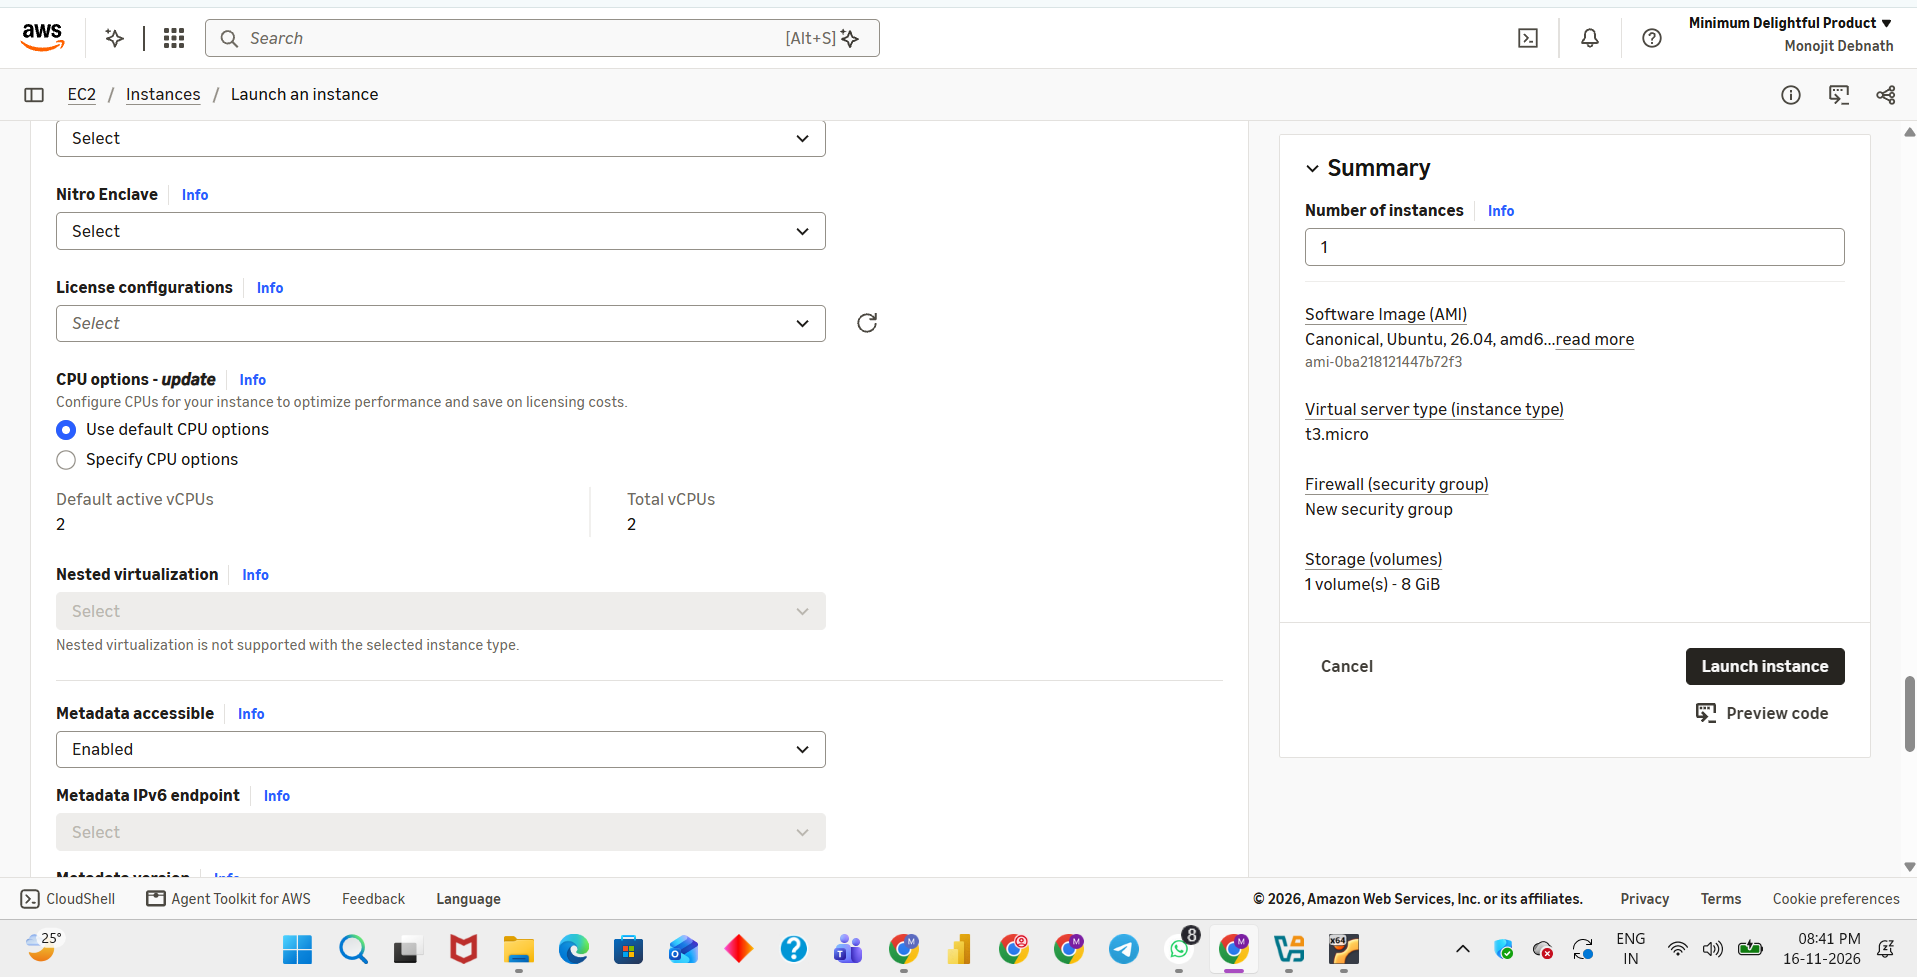 aws
Search
[Alt+S]
Minimum Delightful Product
Monojit Debnath
EC2 / Instances / Launch an instance
Select
Nitro Enclave Info
Select
License configurations Info
Select
CPU options - update Info
Configure CPUs for your instance to optimize performance and save on licensing costs.
Use default CPU options
Specify CPU options
Default active vCPUs
2
Total vCPUs
2
Nested virtualization Info
Select
Nested virtualization is not supported with the selected instance type.
Metadata accessible Info
Enabled
Metadata IPv6 endpoint Info
Select
Metadata version Info
Summary
Number of instances Info
1
Software Image (AMI)
Canonical, Ubuntu, 26.04, amd6...read more
ami-0ba218121447b72f3
Virtual server type (instance type)
t3.micro
Firewall (security group)
New security group
Storage (volumes)
1 volume(s) - 8 GiB
Cancel
Launch instance
Preview code
CloudShell
Agent Toolkit for AWS
Feedback
Language
© 2026, Amazon Web Services, Inc. or its affiliates.
Privacy
Terms
Cookie preferences
25°
8
x64
ENG
IN
08:41 PM
16-11-2026